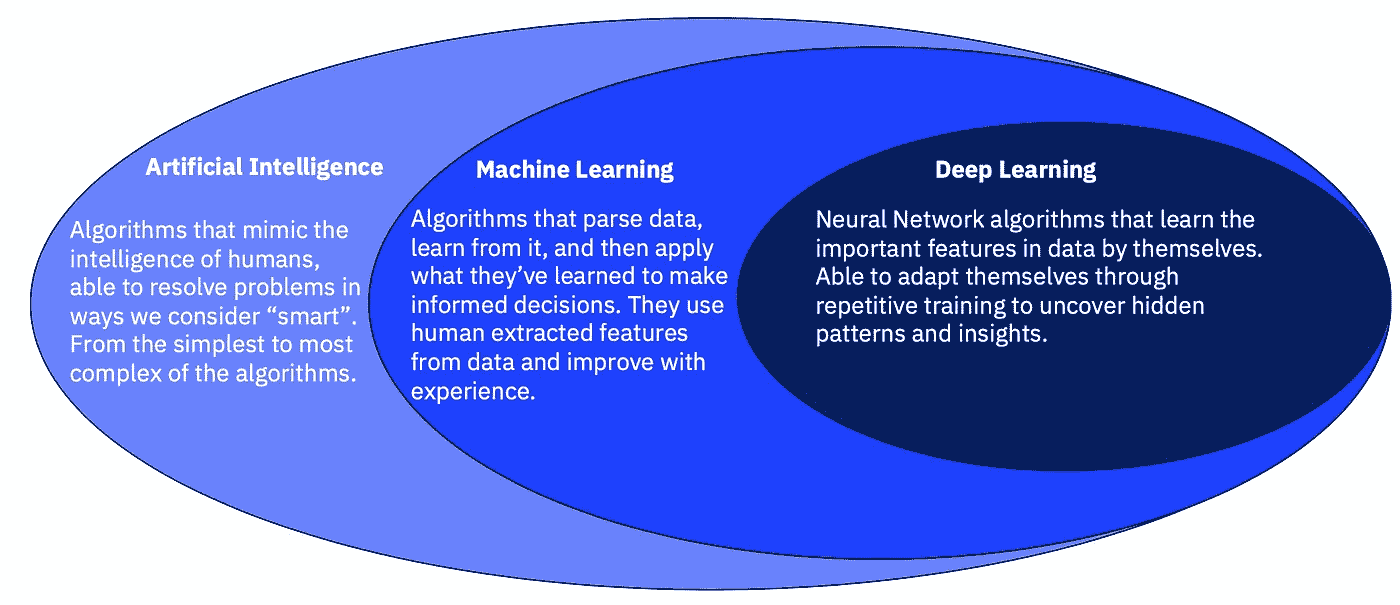 Artificial Intelligence
Algorithms that mimic the
intelligence of humans,
able to resolve problems in
ways we consider “smart”.
From the simplest to most
complex of the algorithms.
Machine Learning
Algorithms that parse data,
learn from it, and then apply
what they’ve learned to make
informed decisions. They use
human extracted features
from data and improve with
experience.
Deep Learning
Neural Network algorithms that learn the
important features in data by themselves.
Able to adapt themselves through
repetitive training to uncover hidden
patterns and insights.